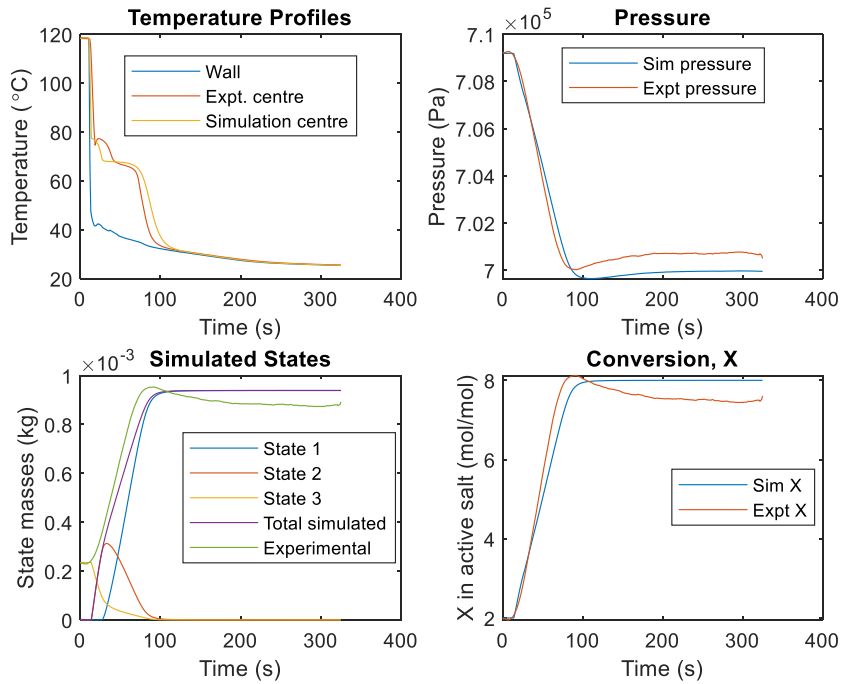 Temperature Profiles
Temperature (°C)
120
100
80
60
40
20
Wall
Expt. centre
Simulation centre
0 100 200 300 400
Time (s)
Pressure
×10^5
Pressure (Pa)
7.1
7.08
7.06
7.04
7.02
7
Sim pressure
Expt pressure
0 100 200 300 400
Time (s)
Simulated States
×10^-3
State masses (kg)
1
0.8
0.6
0.4
0.2
0
State 1
State 2
State 3
Total simulated
Experimental
0 100 200 300 400
Time (s)
Conversion, X
X in active salt (mol/mol)
8
6
4
2
Sim X
Expt X
0 100 200 300 400
Time (s)